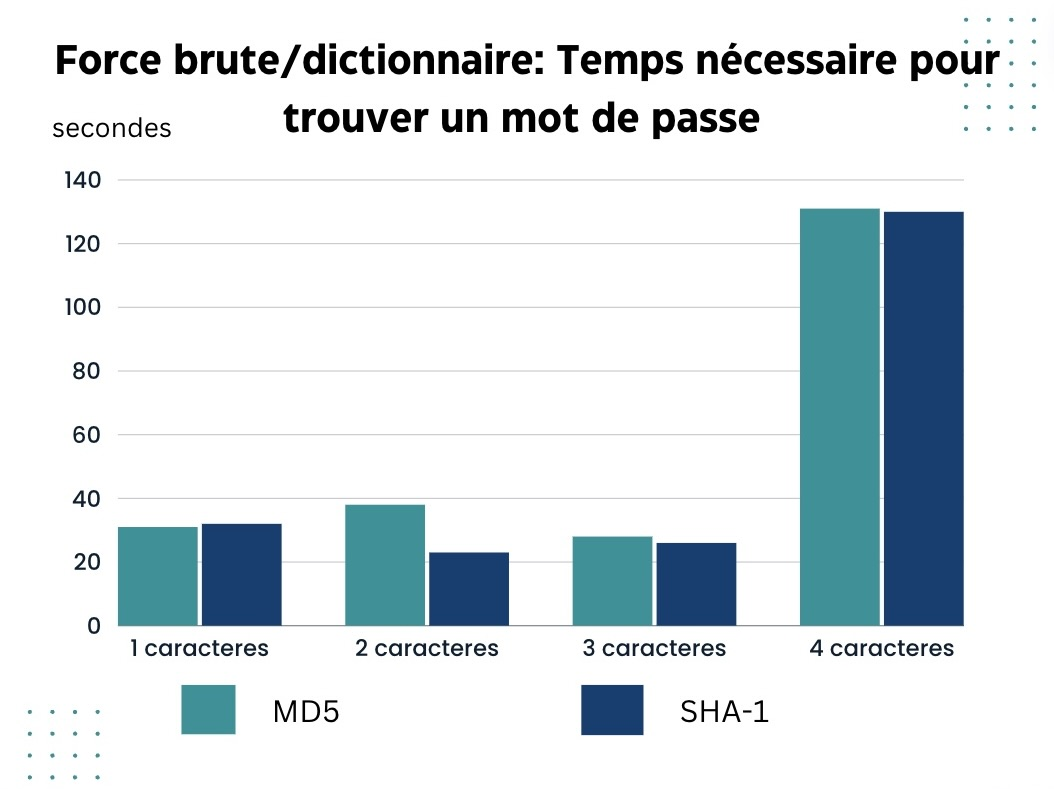 Force brute/dictionnaire: Temps nécessaire pour
trouver un mot de passe
secondes
140
120
100
80
60
40
20
0
1 caracteres
2 caracteres
3 caracteres
4 caracteres
MD5
SHA-1